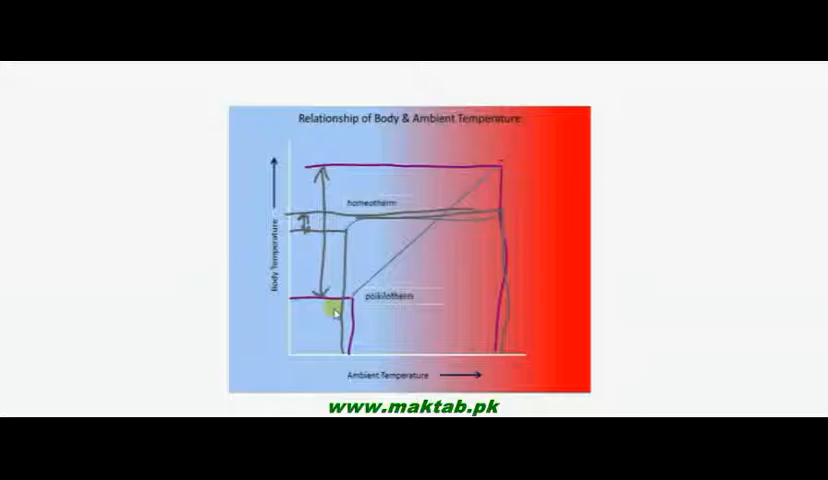 Relationship of Body & Ambient Temperature
homeotherm
Body Temperature
poikilotherm
Ambient Temperature
www.maktab.pk